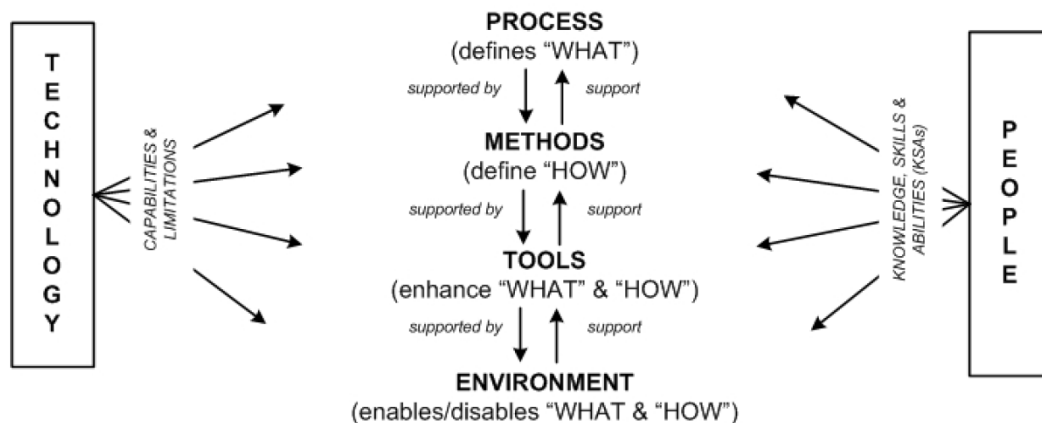 TECHNOLOGY
CAPABILITIES &
LIMITATIONS
PROCESS
(defines “WHAT”)
supported by support
METHODS
(define “HOW”)
supported by support
TOOLS
(enhance “WHAT” & “HOW”)
supported by support
ENVIRONMENT
(enables/disables “WHAT & “HOW”)
KNOWLEDGE, SKILLS &
ABILITIES (KSAs)
PEOPLE